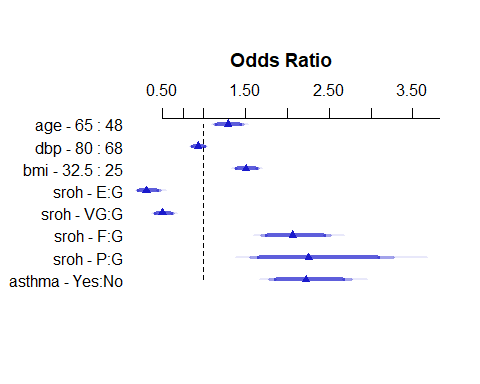 Odds Ratio
0.50 1.50 2.50 3.50
age - 65 : 48
dbp - 80 : 68
bmi - 32.5 : 25
sroh - E:G
sroh - VG:G
sroh - F:G
sroh - P:G
asthma - Yes:No